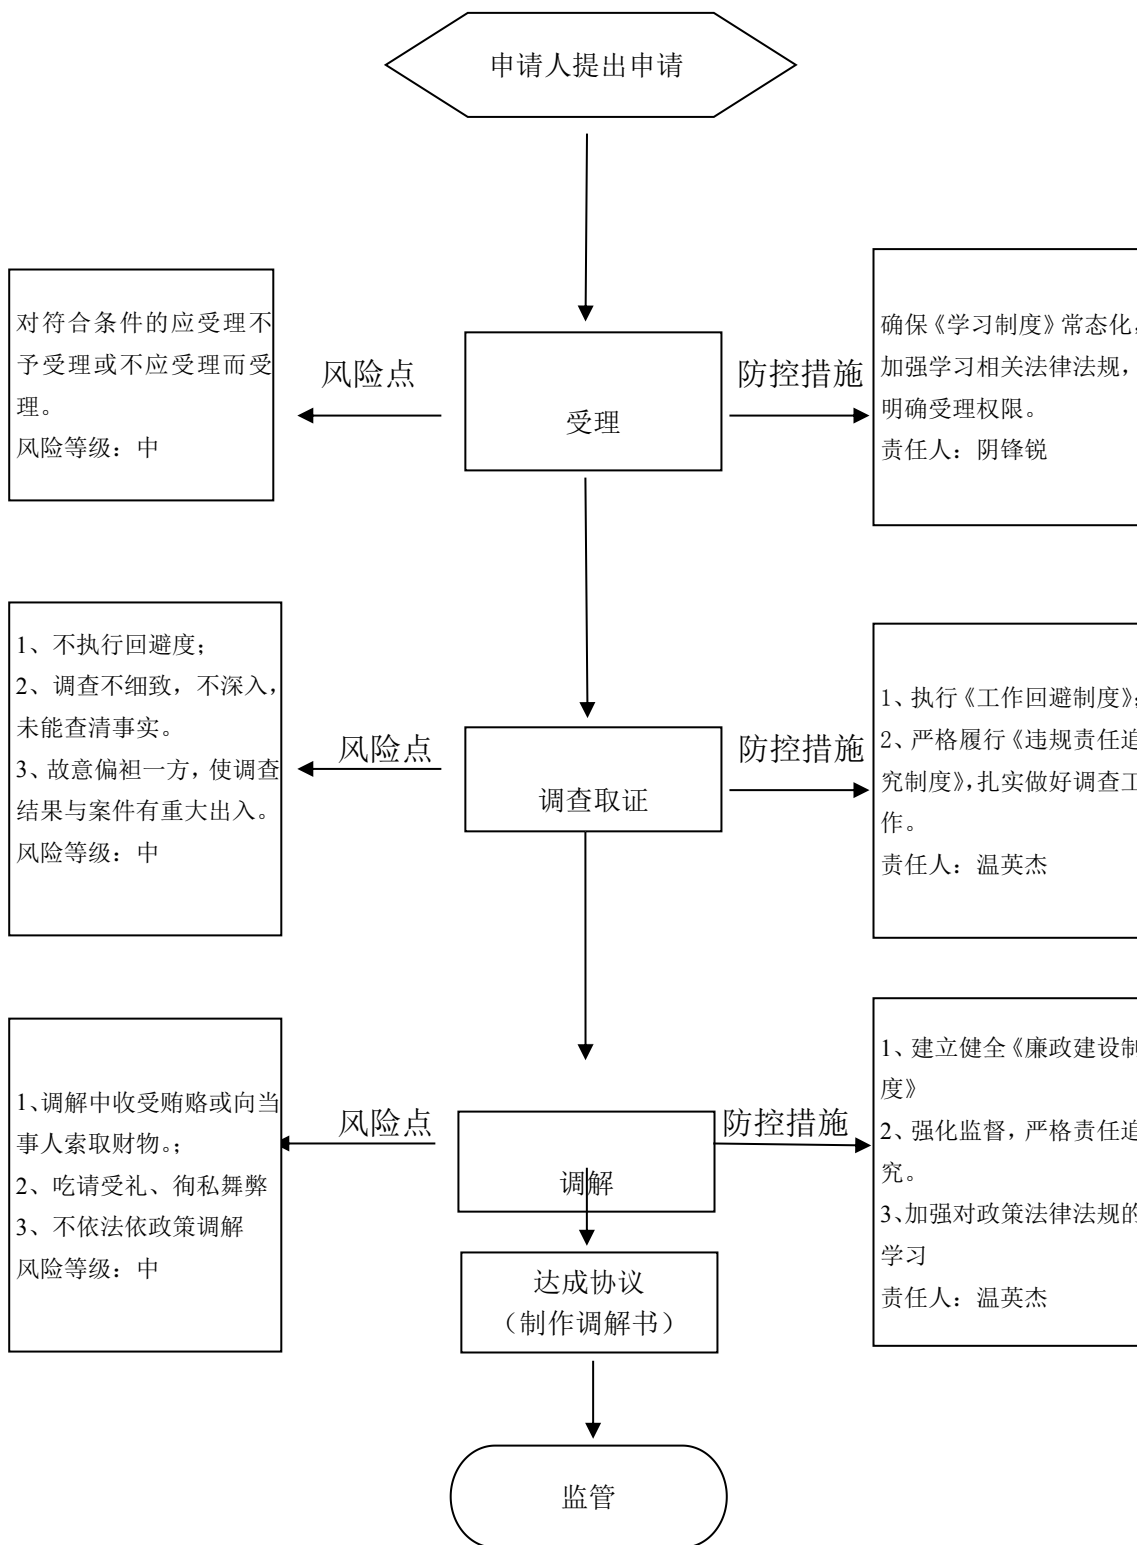 申请人提出申请
对符合条件的应受理不
予受理或不应受理而受
理。
风险等级：中
风险点
受理
防控措施
确保《学习制度》常态化，
加强学习相关法律法规，
明确受理权限。
责任人：阴锋锐
1、不执行回避度；
2、调查不细致，不深入，
未能查清事实。
3、故意偏袒一方，使调查
结果与案件有重大出入。
风险等级：中
风险点
调查取证
防控措施
1、执行《工作回避制度》；
2、严格履行《违规责任追
究制度》，扎实做好调查工
作。
责任人：温英杰
1、调解中收受贿赂或向当
事人索取财物。；
2、吃请受礼、徇私舞弊
3、不依法依政策调解
风险等级：中
风险点
调解
防控措施
1、建立健全《廉政建设制
度》
2、强化监督，严格责任追
究。
3、加强对政策法律法规的
学习
责任人：温英杰
达成协议
（制作调解书）
监管